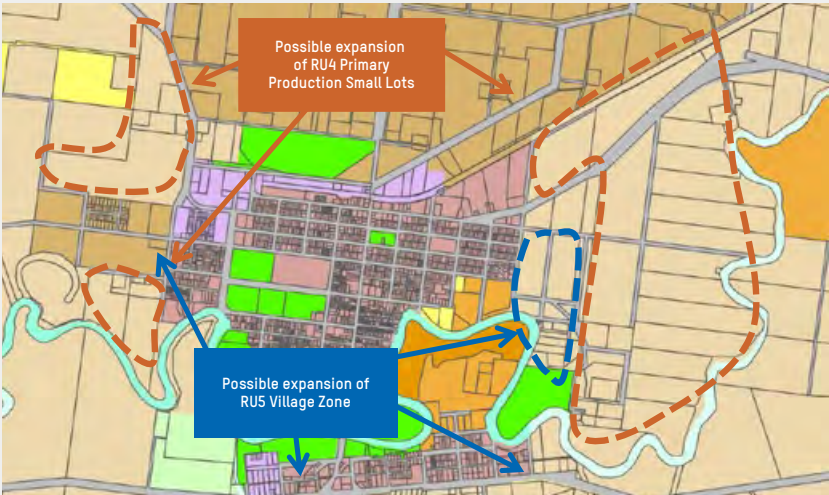 Possible expansion
of RU4 Primary
Production Small Lots
Possible expansion of
RU5 Village Zone